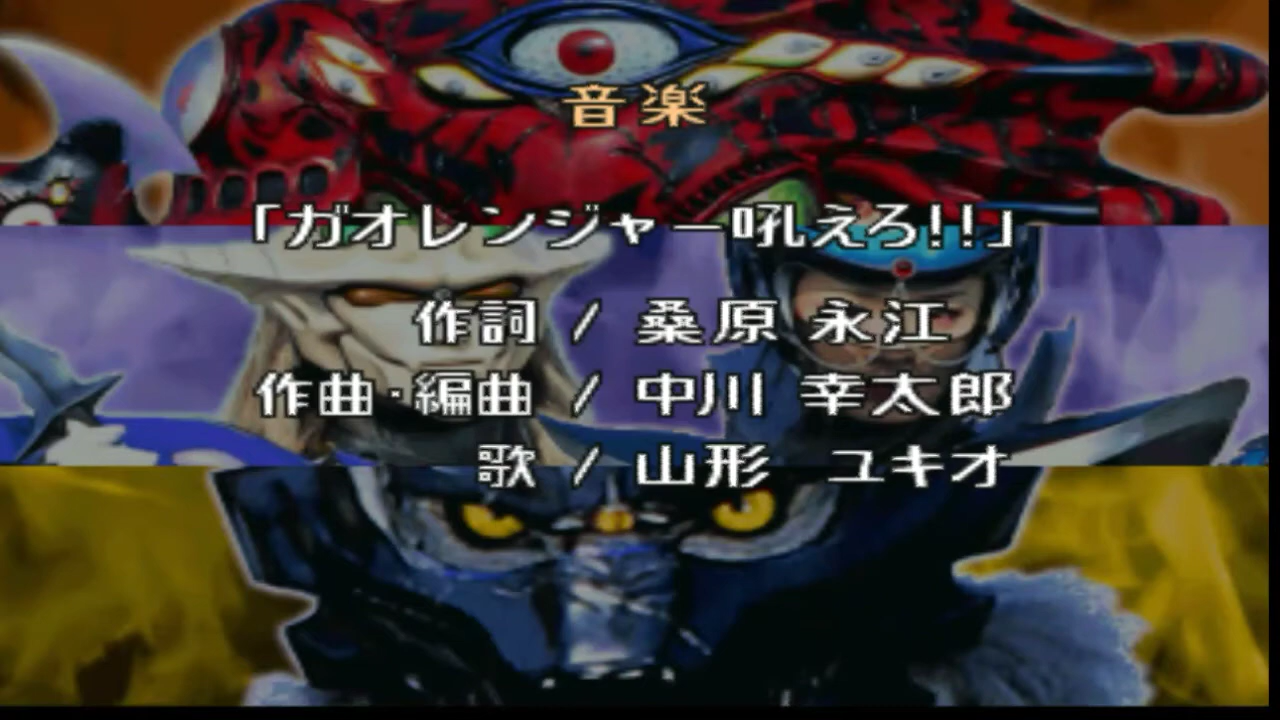 音楽
「ガオレンジャー吼えろ!!」
作詞 / 桑原 永江
作曲・編曲 / 中川 幸太郎
歌 / 山形 ユキオ